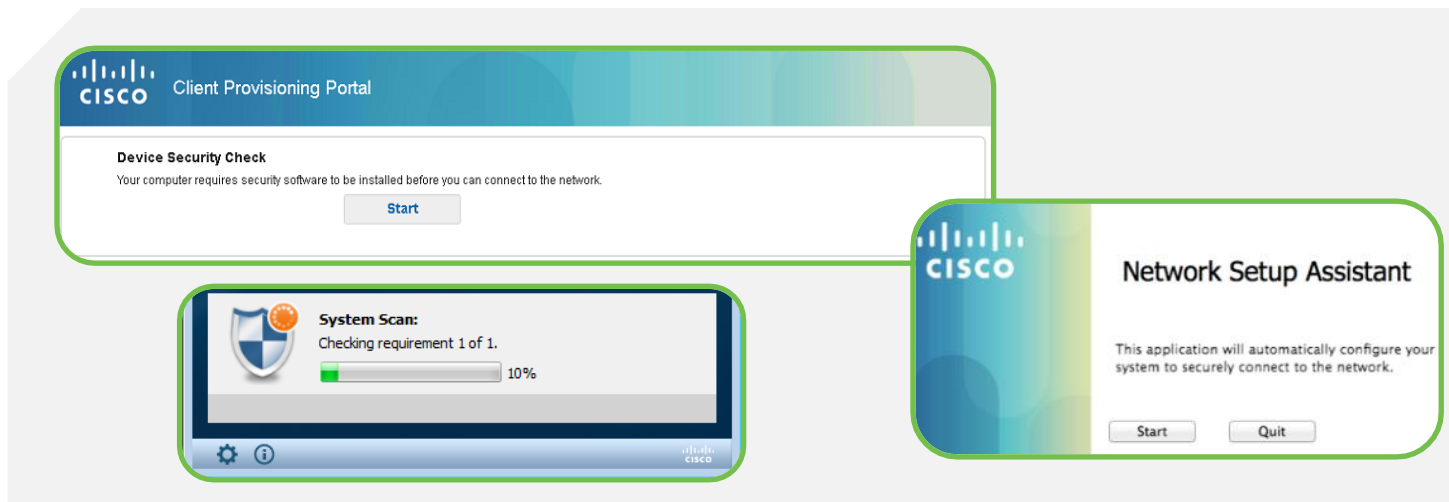 CISCO
Client Provisioning Portal
Device Security Check
Your computer requires security software to be installed before you can connect to the network.
Start
System Scan:
Checking requirement 1 of 1.
10%
CISCO
CISCO
Network Setup Assistant
This application will automatically configure your
system to securely connect to the network.
Start Quit